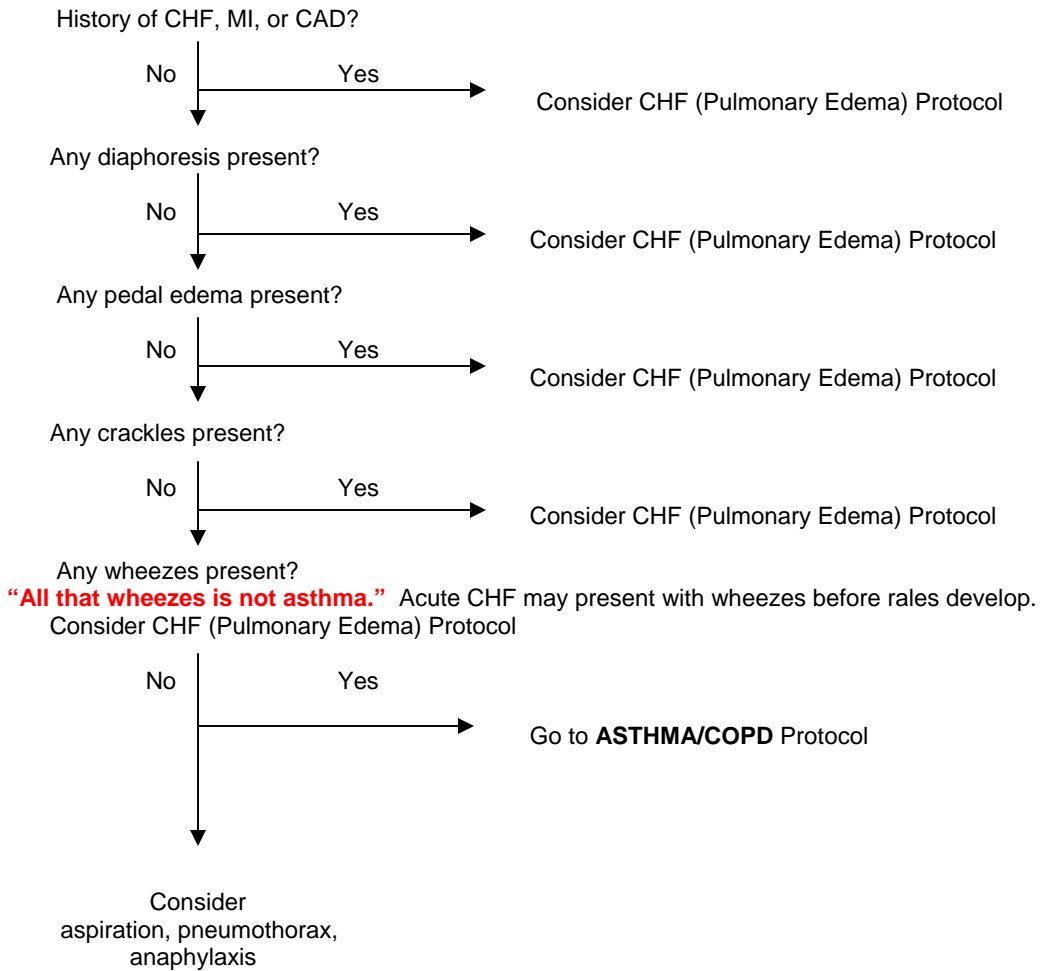 History of CHF, MI, or CAD?
No Yes
Consider CHF (Pulmonary Edema) Protocol
Any diaphoresis present?
No Yes
Consider CHF (Pulmonary Edema) Protocol
Any pedal edema present?
No Yes
Consider CHF (Pulmonary Edema) Protocol
Any crackles present?
No Yes
Consider CHF (Pulmonary Edema) Protocol
Any wheezes present?
“All that wheezes is not asthma.” Acute CHF may present with wheezes before rales develop.
Consider CHF (Pulmonary Edema) Protocol
No Yes
Go to ASTHMA/COPD Protocol
Consider
aspiration, pneumothorax,
anaphylaxis